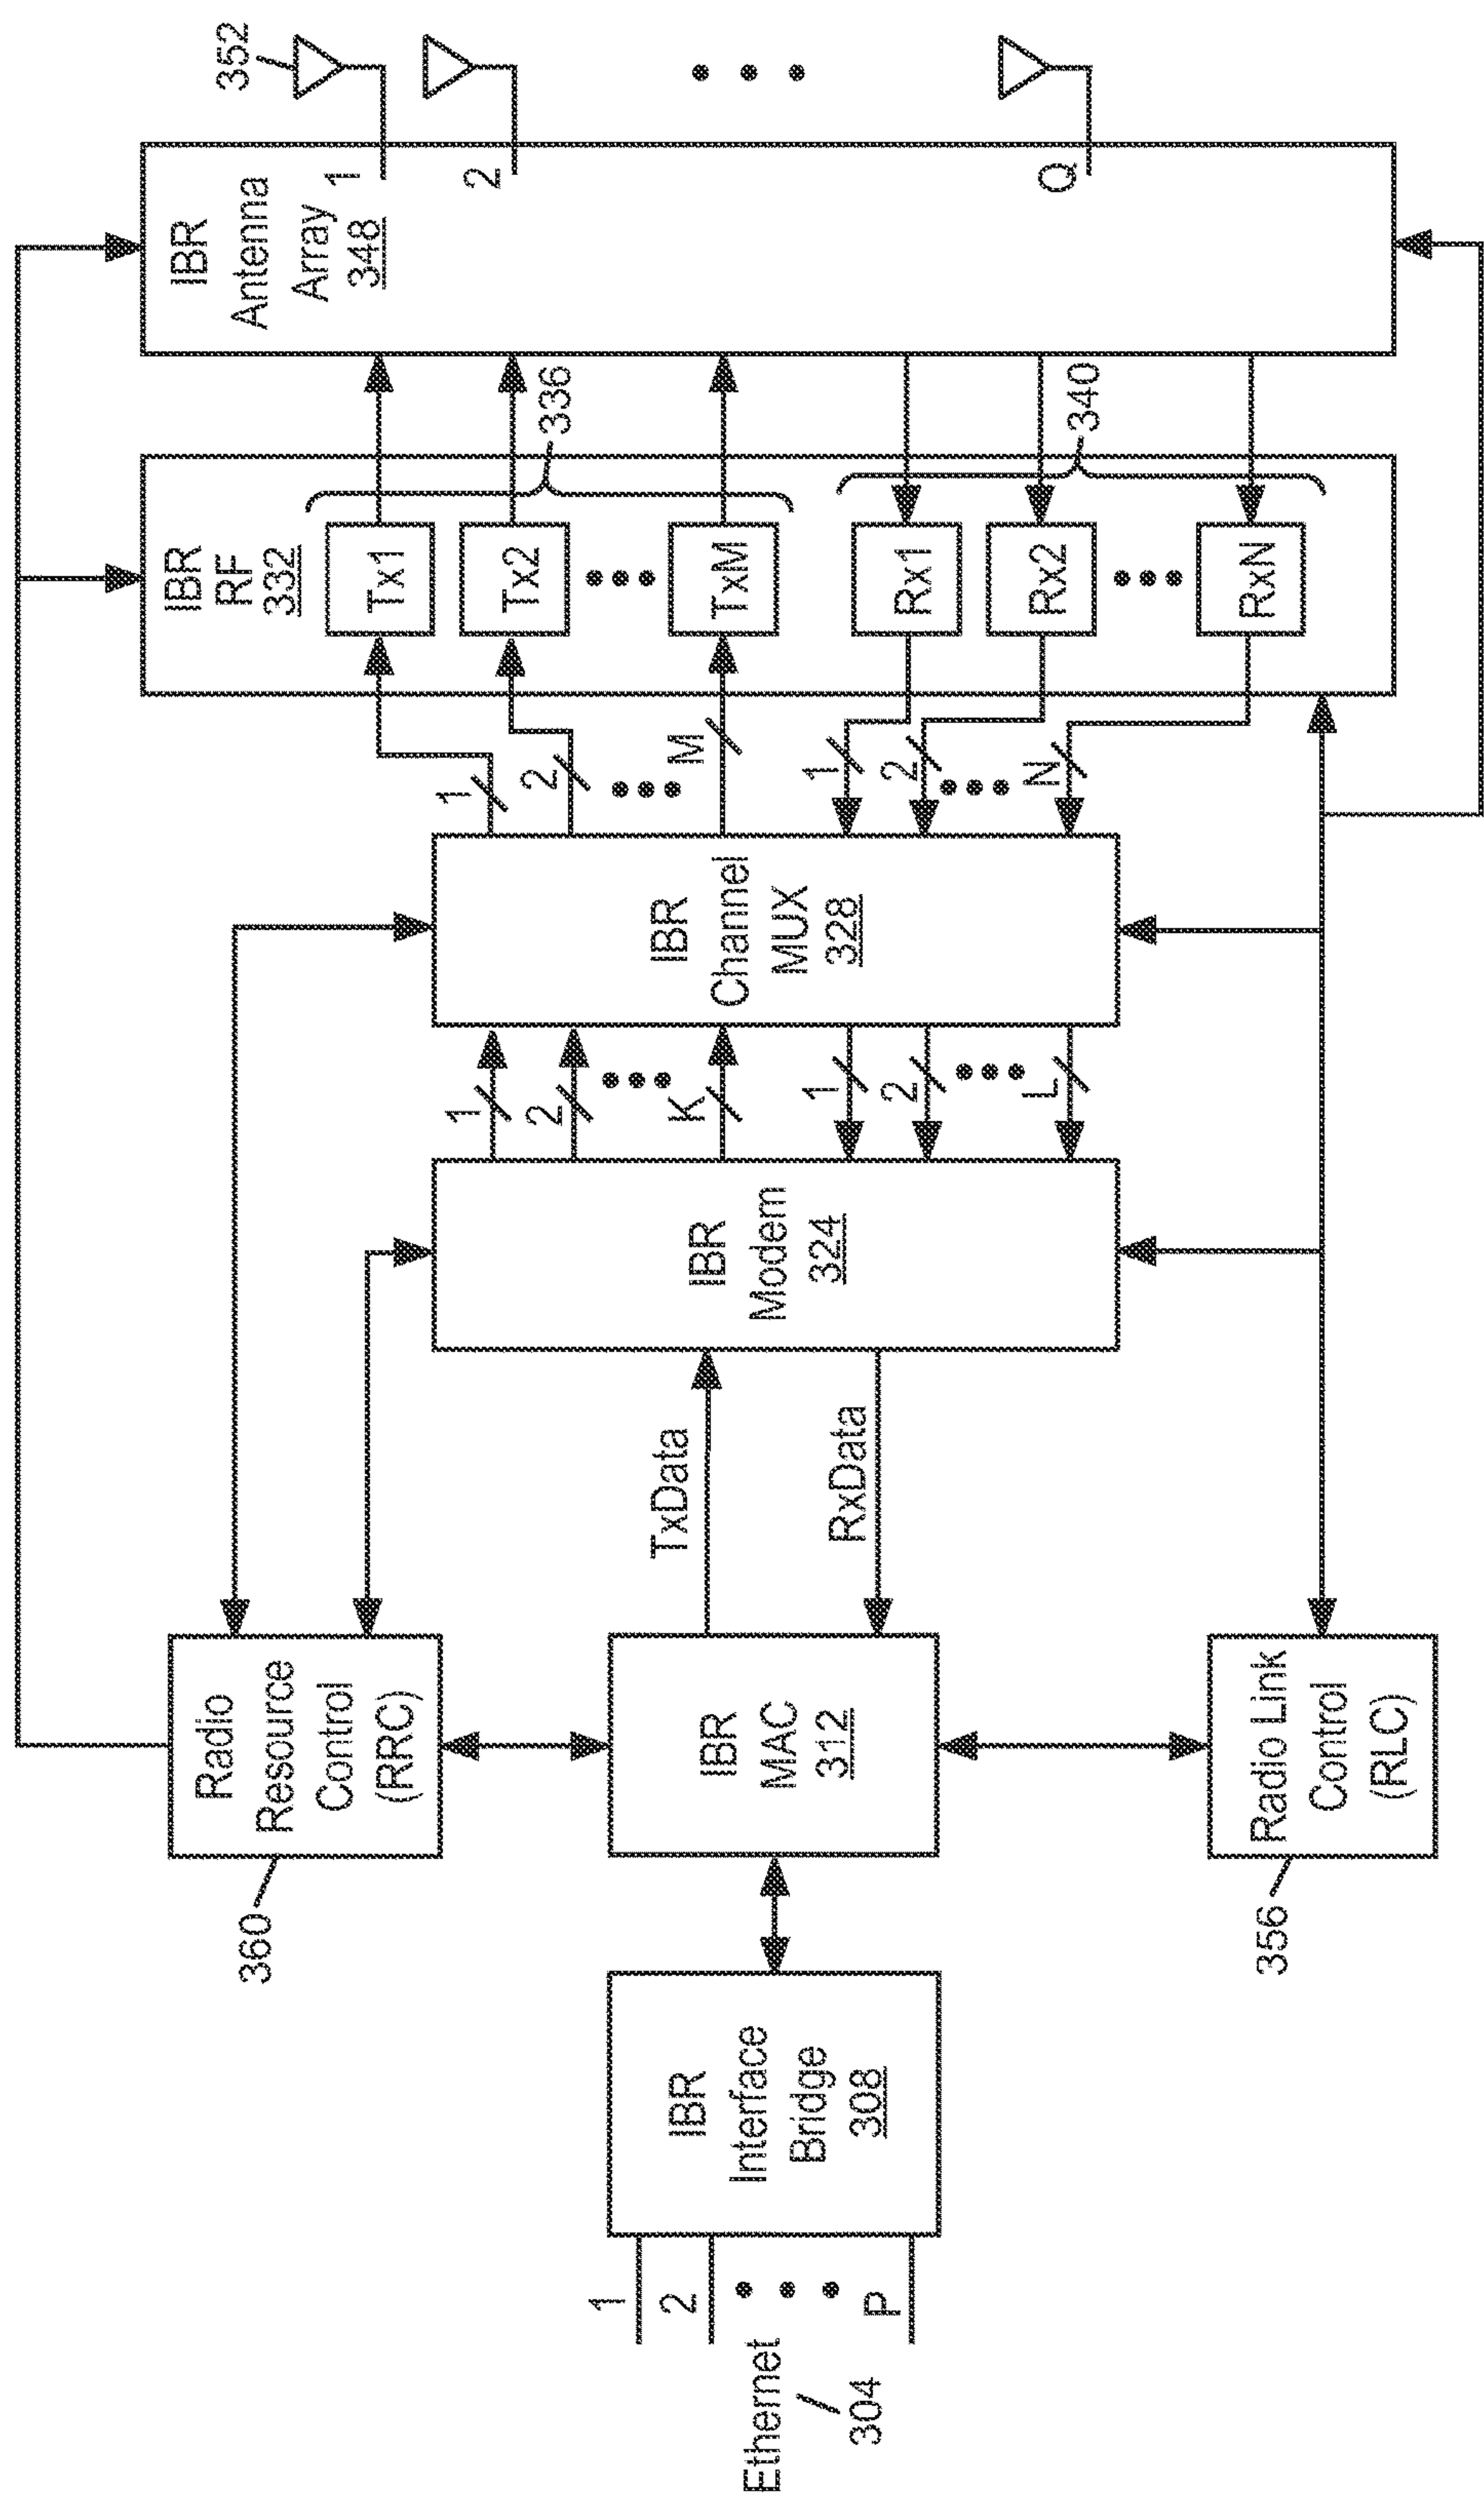 Ethernet
304
1
2
P
IBR
Interface
Bridge
308
360
Radio
Resource
Control
(RRC)
IBR
MAC
312
356
Radio Link
Control
(RLC)
TxData
RxData
IBR
Modem
324
1
2
K
1
2
L
IBR
Channel
MUX
328
1
2
M
1
2
N
IBR
RF
332
Tx1
Tx2
TxM
Rx1
Rx2
RxN
336
340
IBR
Antenna
Array
348
1
2
Q
352